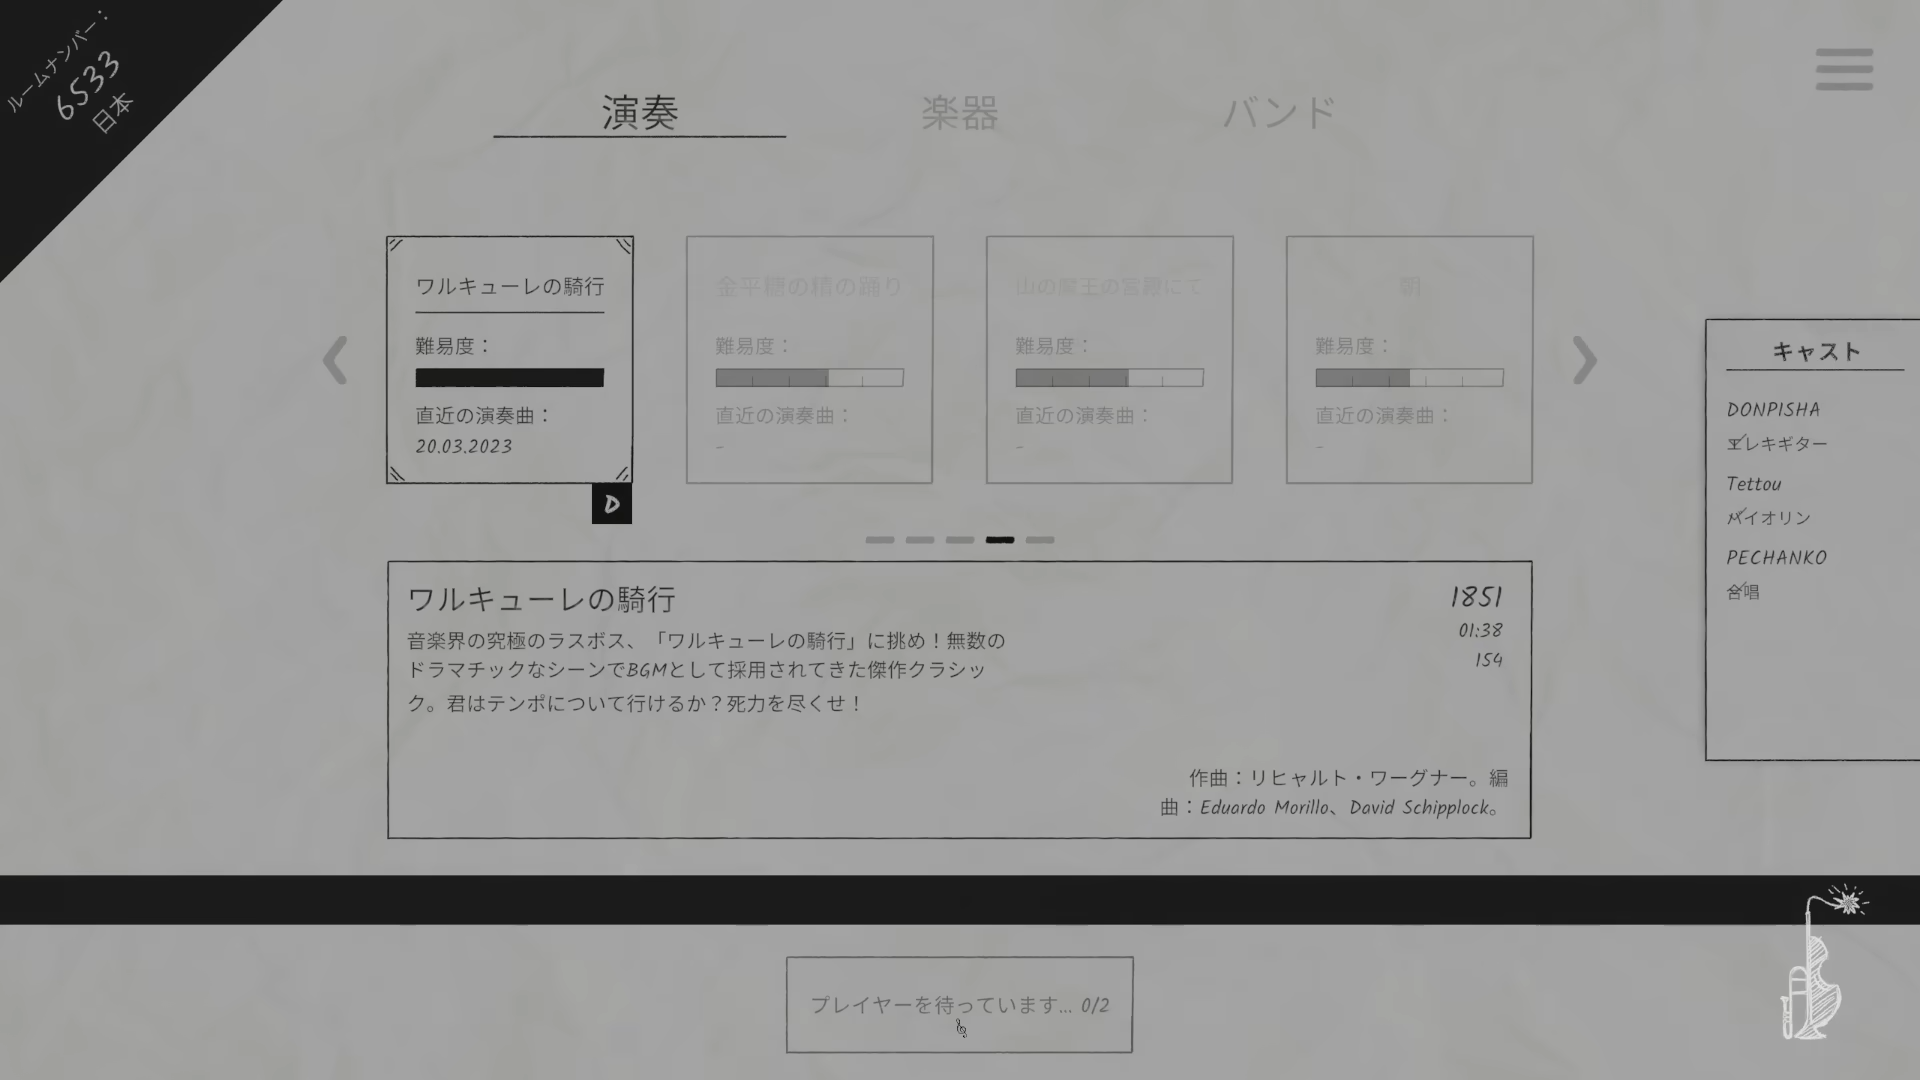 ルームナンバー：
6533
日本
演奏
楽器
バンド
ワルキューレの騎行
難易度：
直近の演奏曲：
20.03.2023
D
金平糖の精の踊り
難易度：
直近の演奏曲：
-
山の魔王の宮殿にて
難易度：
直近の演奏曲：
-
朝
難易度：
直近の演奏曲：
-
ワルキューレの騎行
音楽界の究極のラスボス、「ワルキューレの騎行」に挑め！無数の
ドラマチックなシーンでBGMとして採用されてきた傑作クラシッ
ク。君はテンポについて行けるか？死力を尽くせ！
1851
01:38
154
作曲：リヒャルト・ワーグナー。編
曲：Eduardo Morillo、David Schipplock。
キャスト
DONPISHA
エレキギター
Tettou
バイオリン
PECHANKO
合唱
プレイヤーを待っています... 0/2